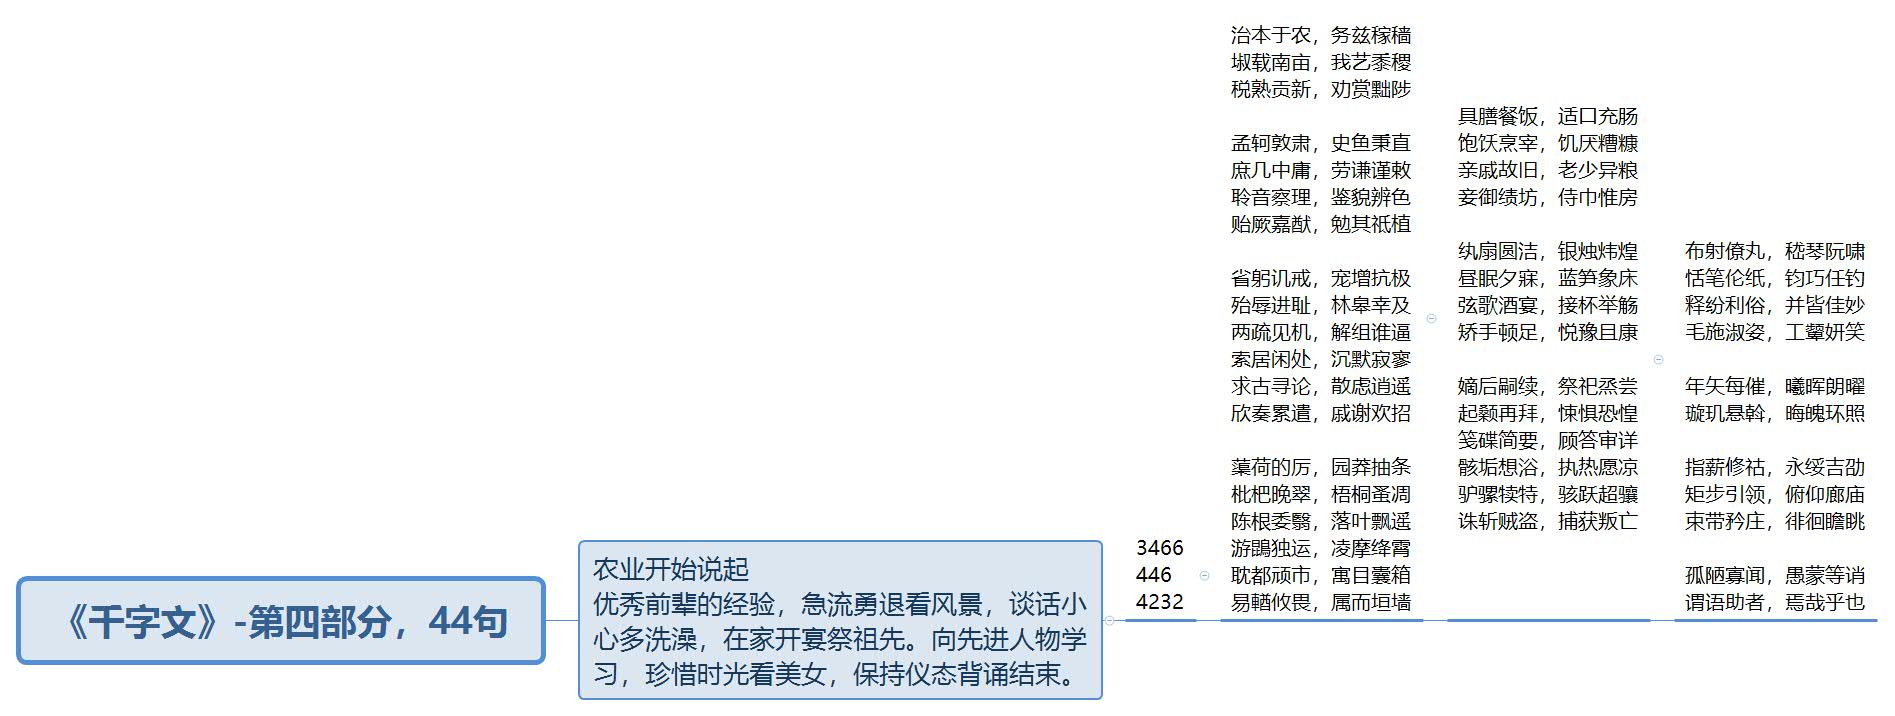 《千字文》-第四部分，44句
农业开始说起
优秀前辈的经验，急流勇退看风景，谈话小
心多洗澡，在家开宴祭祖先。向先进人物学
习，珍惜时光看美女，保持仪态背诵结束。
3466
446
4232
治本于农，务兹稼穑
俶载南亩，我艺黍稷
税熟贡新，劝赏黜陟
孟轲敦肃，史鱼秉直
庶几中庸，劳谦谨敕
聆音察理，鉴貌辨色
贻厥嘉猷，勉其祗植
省躬讥戒，宠增抗极
殆辱近耻，林皋幸及
两疏见机，解组谁逼
索居闲处，沉默寂寥
求古寻论，散虑逍遥
欣奏累遣，戚谢欢招
蕖荷的厉，园莽抽条
枇杷晚翠，梧桐蚤凋
陈根委翳，落叶飘遥
游鵾独运，凌摩绛霄
耽都顽市，寓目囊箱
易輶攸畏，属而垣墙
具膳餐饭，适口充肠
饱饫烹宰，饥厌糟糠
亲戚故旧，老少异粮
妾御绩坊，侍巾惟房
纨扇圆洁，银烛炜煌
昼眠夕寐，蓝笋象床
弦歌酒宴，接杯举觞
矫手顿足，悦豫且康
嫡后嗣续，祭祀烝尝
起颡再拜，悚惧恐惶
笺碟简要，顾答审详
骸垢想浴，执热愿凉
驴骡犊特，骇跃超骧
诛斩贼盗，捕获叛亡
布射僚丸，嵇琴阮啸
恬笔伦纸，钧巧任钓
释纷利俗，并皆佳妙
毛施淑姿，工颦妍笑
年矢每催，曦晖朗曜
璇玑悬斡，晦魄环照
指薪修祜，永绥吉劭
矩步引领，俯仰廊庙
束带矜庄，徘徊瞻眺
孤陋寡闻，愚蒙等诮
谓语助者，焉哉乎也